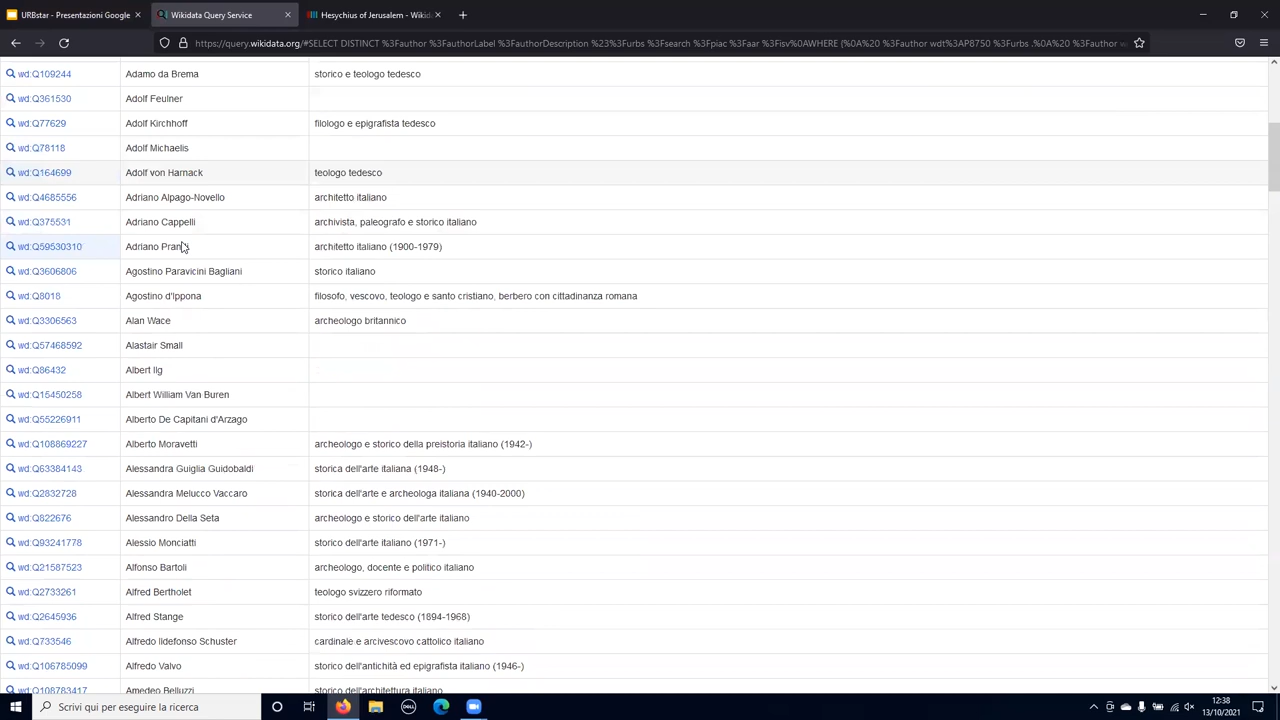 URBstar - Presentazioni Google
Wikidata Query Service
Hesychius of Jerusalem - Wikid
https://query.wikidata.org/#SELECT DISTINCT %3Fauthor %3FauthorLabel %3FauthorDescription %23%3Furbs %3Fsearch %3Fpiac %3Faar %3Fisv%0AWHERE {%0A%20 %3Fauthor wdt%3AP8750 %3Furbs .%0A%20 %3Fauthor w
wd:Q109244 Adamo da Brema storico e teologo tedesco
wd:Q361530 Adolf Feulner
wd:Q77629 Adolf Kirchhoff filologo e epigrafista tedesco
wd:Q78118 Adolf Michaelis
wd:Q164699 Adolf von Harnack teologo tedesco
wd:Q4685556 Adriano Alpago-Novello architetto italiano
wd:Q375531 Adriano Cappelli archivista, paleografo e storico italiano
wd:Q59530310 Adriano architetto italiano (1900-1979)
wd:Q3606806 Agostino Paravicini Bagliani storico italiano
wd:Q8018 Agostino d'Ippona filosofo, vescovo, teologo e santo cristiano, berbero con cittadinanza romana
wd:Q3306563 Alan Wace archeologo britannico
wd:Q57468592 Alastair Small
wd:Q86432 Albert Ilg
wd:Q15450258 Albert William Van Buren
wd:Q55226911 Alberto De Capitani d'Arzago
wd:Q108869227 Alberto Moravetti archeologo e storico della preistoria italiano (1942-)
wd:Q63384143 Alessandra Guiglia Guidobaldi storica dell'arte italiana (1948-)
wd:Q2832728 Alessandra Melucco Vaccaro storica dell'arte e archeologa italiana (1940-2000)
wd:Q822676 Alessandro Della Seta archeologo e storico dell'arte italiano
wd:Q93241778 Alessio Monciatti storico dell'arte italiano (1971-)
wd:Q21587523 Alfonso Bartoli archeologo, docente e politico italiano
wd:Q2733261 Alfred Bertholet teologo svizzero riformato
wd:Q2645936 Alfred Stange storico dell'arte tedesco (1894-1968)
wd:Q733546 Alfredo Ildefonso Schuster cardinale e arcivescovo cattolico italiano
wd:Q106785099 Alfredo Valvo storico dell'antichità ed epigrafista italiano (1946-)
wd:Q108783417 Amedeo Belluzzi storico dell'architettura italiano
Scrivi qui per eseguire la ricerca
DELL
12:38
13/10/2021